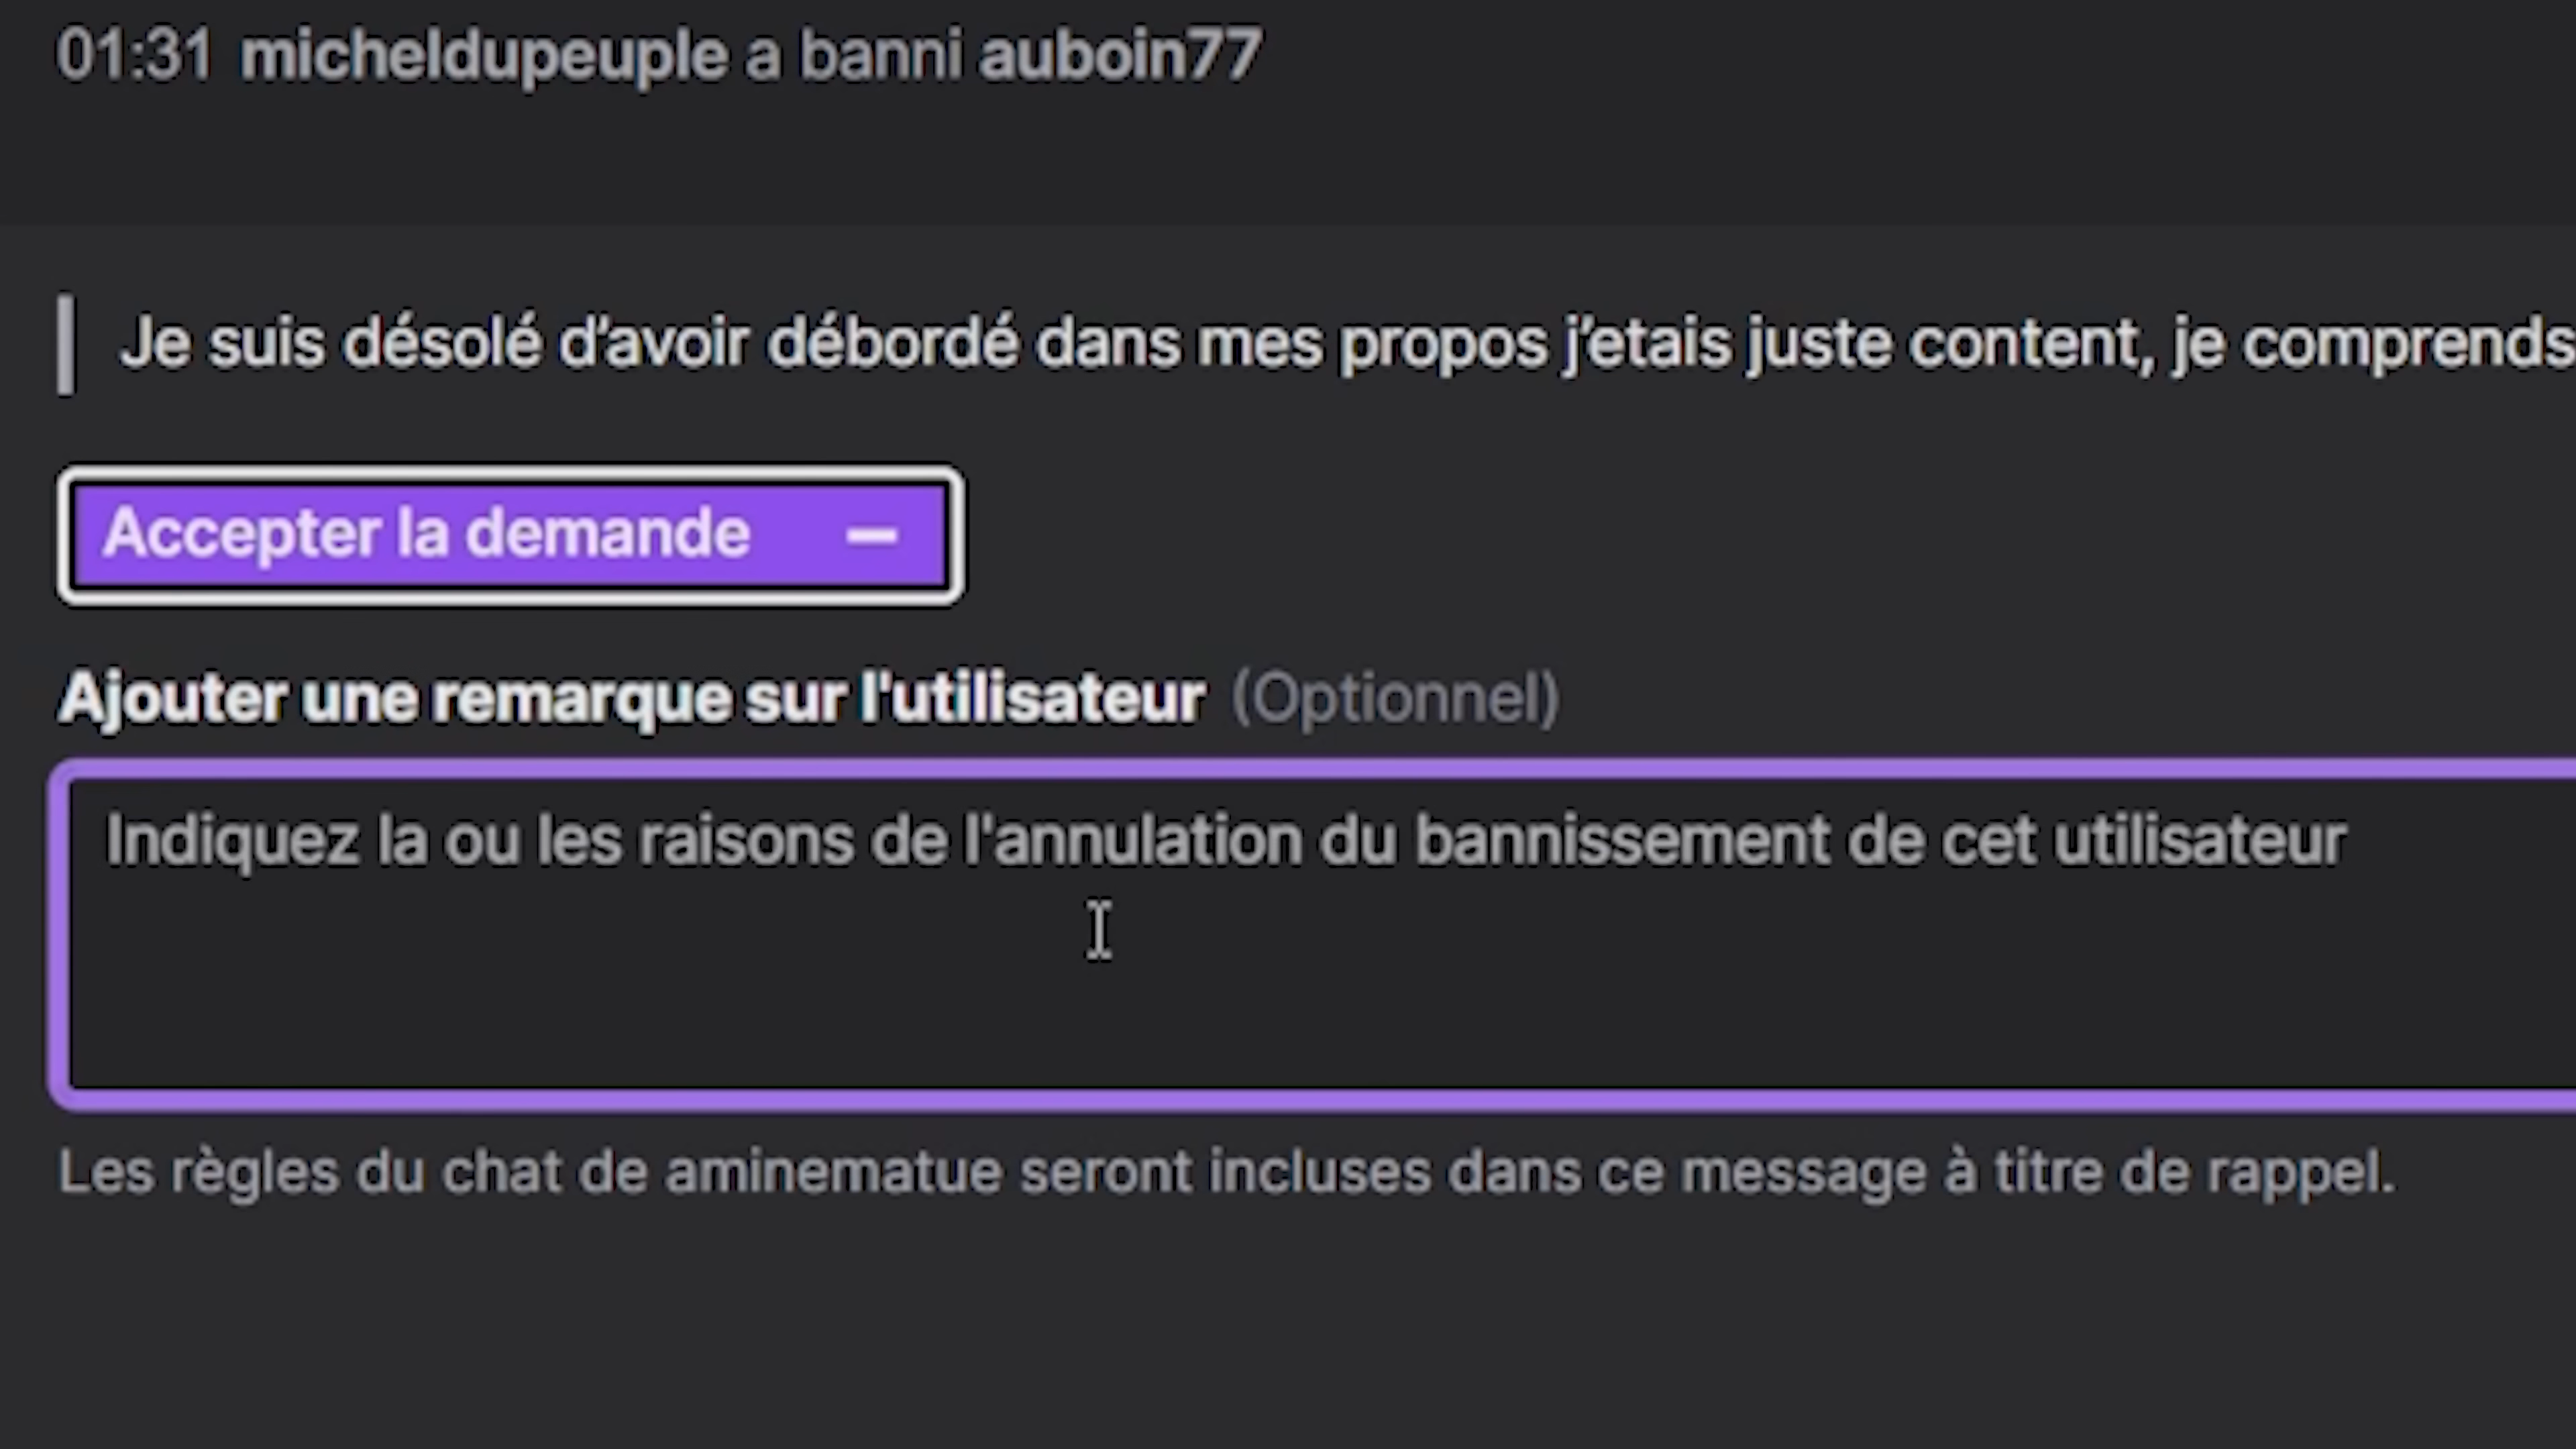 01:31 micheldupeuple a banni auboin77
Je suis désolé d’avoir débordé dans mes propos j’etais juste content, je comprends
Accepter la demande
Ajouter une remarque sur l'utilisateur (Optionnel)
Indiquez la ou les raisons de l'annulation du bannissement de cet utilisateur
Les règles du chat de aminematue seront incluses dans ce message à titre de rappel.